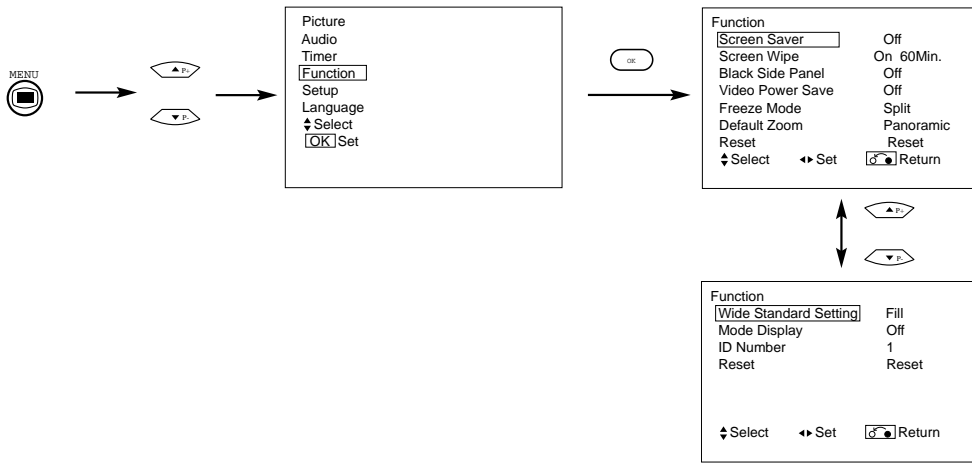 MENU
P+
P-
Picture
Audio
Timer
Function
Setup
Language
Select
OK Set
OK
Function
Screen Saver Off
Screen Wipe On 60Min.
Black Side Panel Off
Video Power Save Off
Freeze Mode Split
Default Zoom Panoramic
Reset Reset
Select Set Return
P+
P-
Function
Wide Standard Setting Fill
Mode Display Off
ID Number 1
Reset Reset
Select Set Return